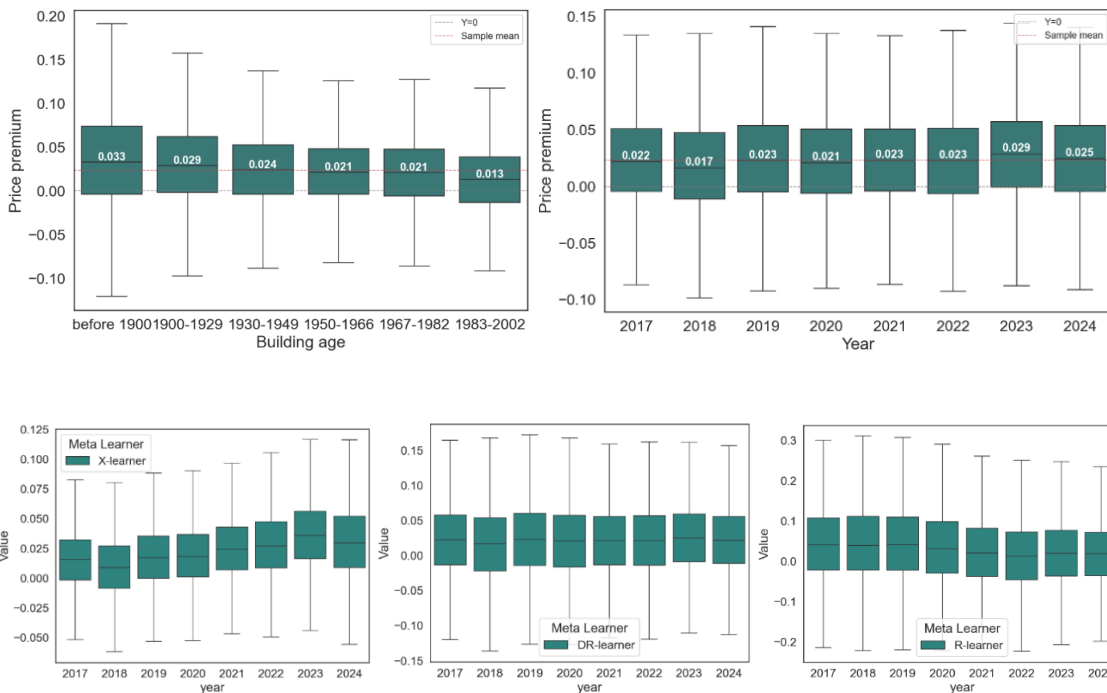 Y=0
Sample mean
0.20
0.15
0.10
0.05
0.00
−0.05
−0.10
Price premium
0.033
0.029
0.024
0.021
0.021
0.013
before 1900 1900-1929 1930-1949 1950-1966 1967-1982 1983-2002
Building age
Y=0
Sample mean
0.15
0.10
0.05
0.00
−0.05
−0.10
Price premium
0.022
0.017
0.023
0.021
0.023
0.023
0.029
0.025
2017 2018 2019 2020 2021 2022 2023 2024
Year
Meta Learner
X-learner
0.125
0.100
0.075
0.050
0.025
0.000
−0.025
−0.050
Value
2017 2018 2019 2020 2021 2022 2023 2024
year
0.15
0.10
0.05
0.00
−0.05
−0.10
−0.15
Value
Meta Learner
DR-learner
2017 2018 2019 2020 2021 2022 2023 2024
year
0.3
0.2
0.1
0.0
−0.1
−0.2
Value
Meta Learner
R-learner
2017 2018 2019 2020 2021 2022 2023
year